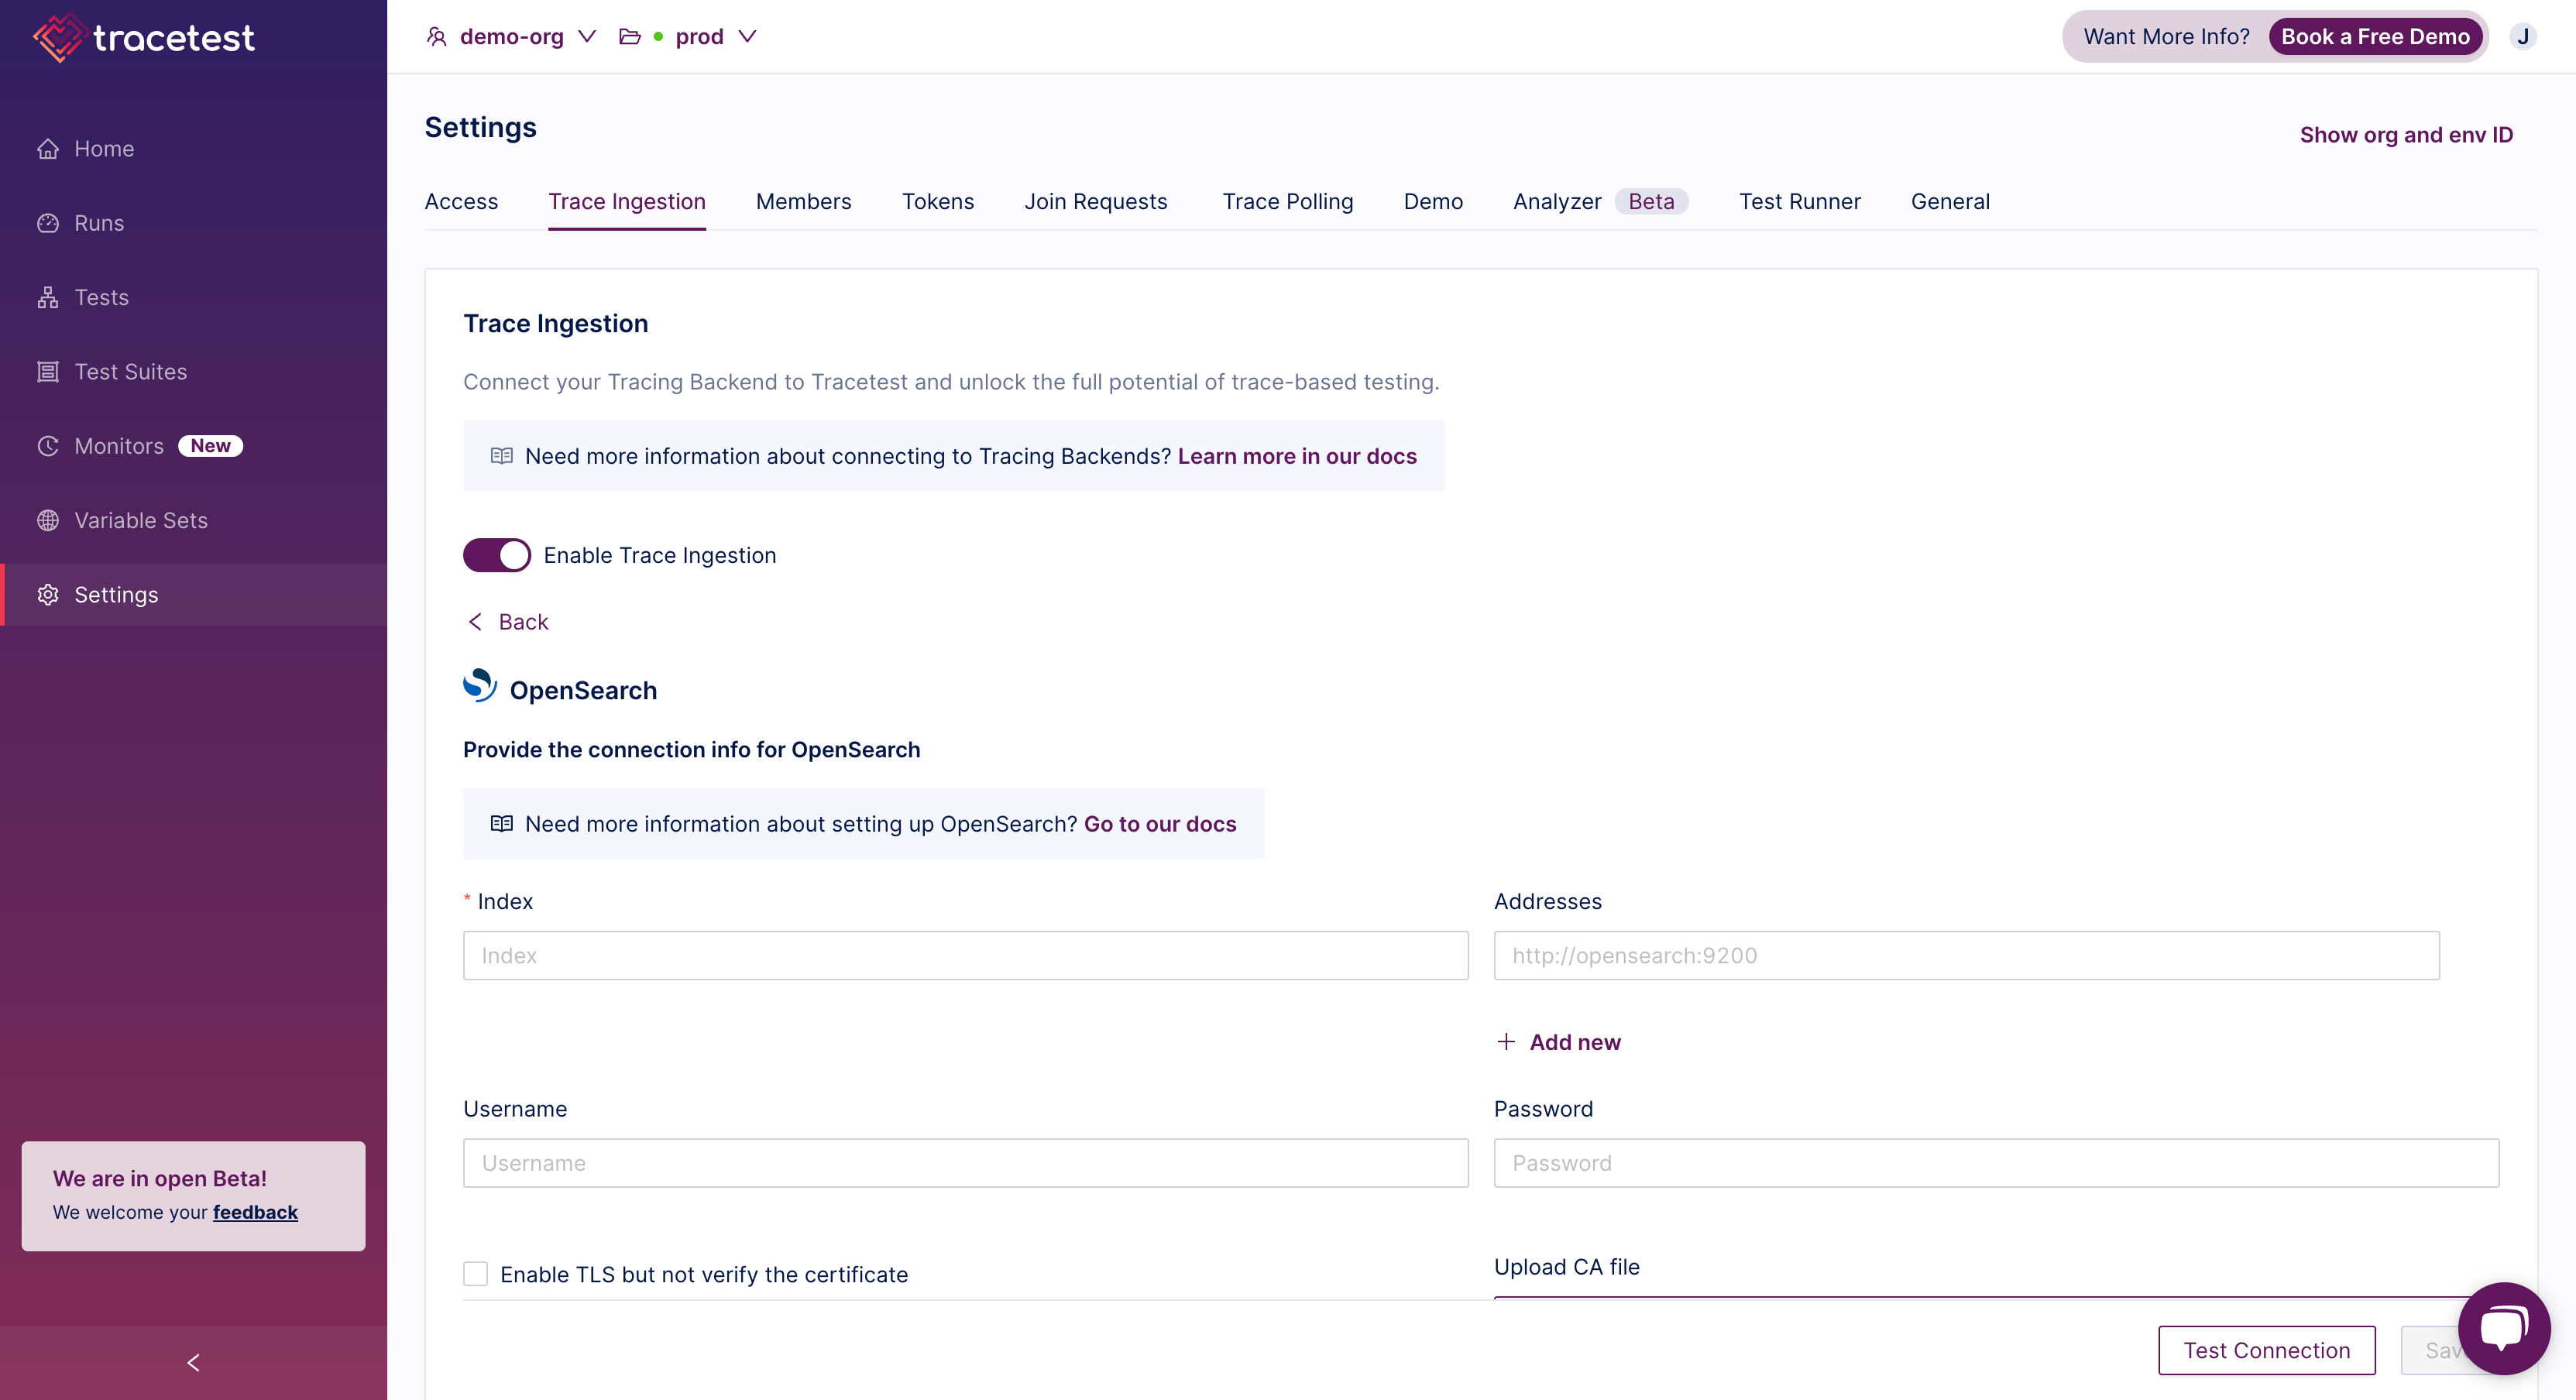 tracetest
demo-org
prod
Want More Info?
Book a Free Demo
J
Home
Runs
Tests
Test Suites
Monitors New
Variable Sets
Settings
We are in open Beta!
We welcome your feedback
Settings
Show org and env ID
Access
Trace Ingestion
Members
Tokens
Join Requests
Trace Polling
Demo
Analyzer Beta
Test Runner
General
Trace Ingestion
Connect your Tracing Backend to Tracetest and unlock the full potential of trace-based testing.
Need more information about connecting to Tracing Backends? Learn more in our docs
Enable Trace Ingestion
Back
OpenSearch
Provide the connection info for OpenSearch
Need more information about setting up OpenSearch? Go to our docs
* Index
Index
Addresses
http://opensearch:9200
Add new
Username
Username
Password
Password
Enable TLS but not verify the certificate
Upload CA file
Test Connection